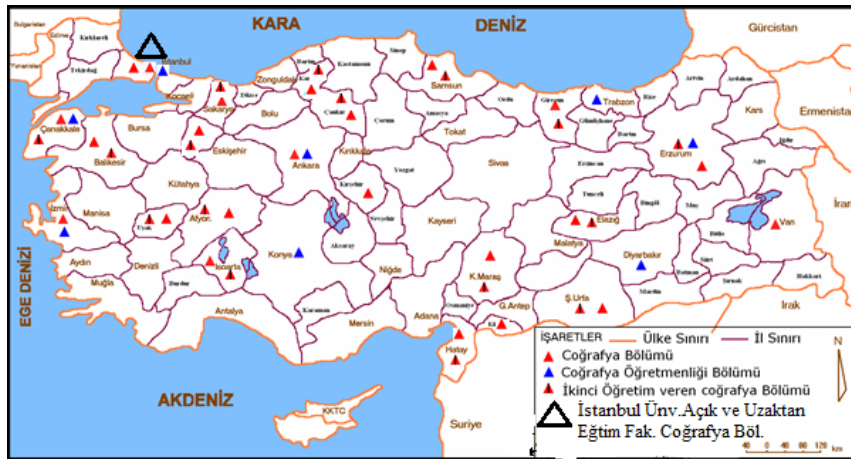 KARA
DENİZ
Bulgaristan
Gürcistan
Edirne
Kırklareli
Yunanistan
Tekirdağ
İstanbul
Kocaeli
Sakarya
Düzce
Zonguldak
Bartın
Kar
Kastamonu
Sinop
Samsun
Ordu
Giresun
Trabzon
Rize
Artvin
Ardahan
Kars
Ermenistan
Çanakkale
Balıkesir
Bursa
Eskişehir
Bolu
Çankırı
Çorum
Amasya
Tokat
Gümüşhane
Erzurum
Iğdır
Ağrı
İran
Ankara
Kırıkkale
Yozgat
Sivas
Erzincan
Kütahya
Kırşehir
Tunceli
Bingöl
Muş
Van
İzmir
Manisa
Uşak
Afyon
Nevşehir
Kayseri
Malatya
Elazığ
Bitlis
Aydın
Denizli
Isparta
Konya
Aksaray
Niğde
K.Maraş
Diyarbakır
Siirt
Batman
Şırnak
Hakkari
Muğla
Burdur
Antalya
Karaman
Mersin
Adana
Osmaniye
G.Antep
Kil
Ş.Urfa
Mardin
Irak
Hatay
EGE DENİZİ
AKDENİZ
KKTC
Suriye
İŞARETLER
Ülke Sınırı
İl Sınırı
Coğrafya Bölümü
Coğrafya Öğretmenliği Bölümü
İkinci Öğretim veren coğrafya Bölümü
İstanbul Ünv.Açık ve Uzaktan
Eğtim Fak. Coğrafya Böl.
N
40 0 40 80 120
km